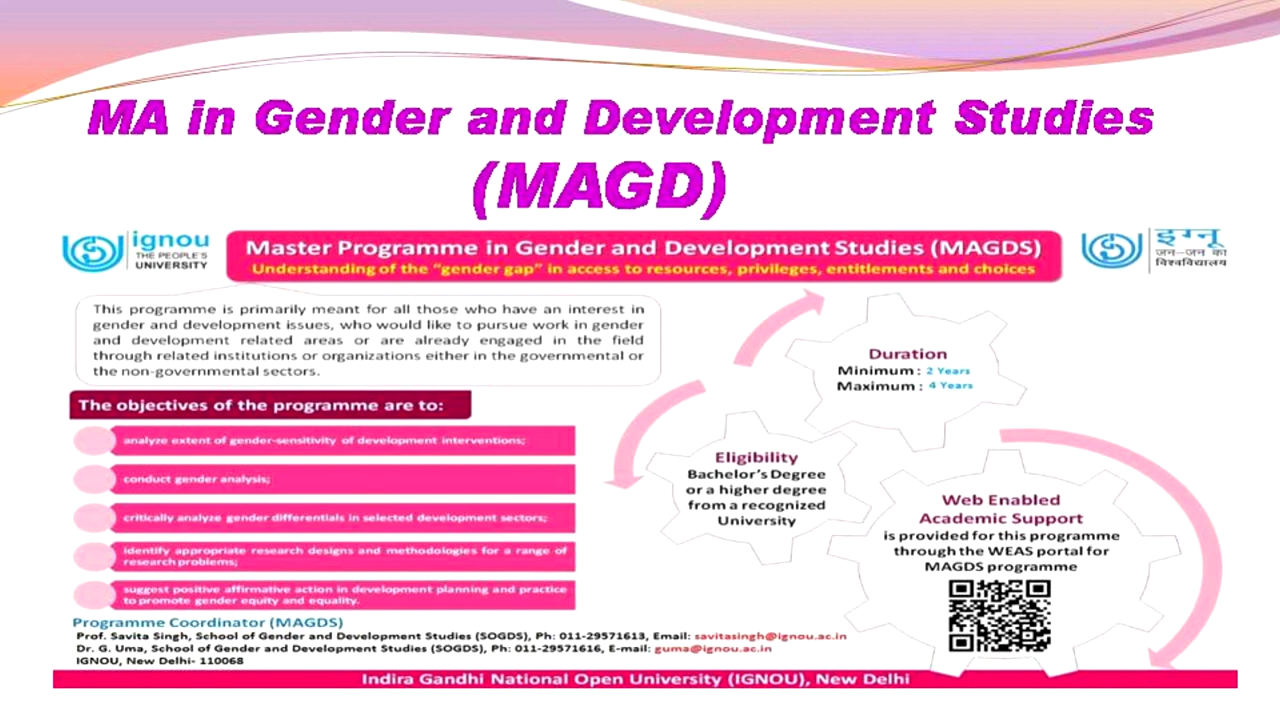 MA in Gender and Development Studies
(MAGD)
ignou
THE PEOPLE'S
UNIVERSITY
Master Programme in Gender and Development Studies (MAGDS)
Understanding of the "gender gap" in access to resources, privileges, entitlements and choices
इग्नू
जन-जन का
विश्वविद्यालय
This programme is primarily meant for all those who have an interest in
gender and development issues, who would like to pursue work in gender
and development related areas or are already engaged in the field
through related institutions or organizations either in the governmental or
the non-governmental sectors.
The objectives of the programme are to:
analyze extent of gender-sensitivity of development interventions;
conduct gender analysis;
critically analyze gender differentials in selected development sectors;
identify appropriate research designs and methodologies for a range of
research problems;
suggest positive affirmative action in development planning and practice
to promote gender equity and equality.
Duration
Minimum : 2 Years
Maximum : 4 Years
Eligibility
Bachelor's Degree
or a higher degree
from a recognized
University
Web Enabled
Academic Support
is provided for this programme
through the WEAS portal for
MAGDS programme
Programme Coordinator (MAGDS)
Prof. Savita Singh, School of Gender and Development Studies (SOGDS), Ph: 011-29571613, Email: savitasingh@ignou.ac.in
Dr. G. Uma, School of Gender and Development Studies (SOGDS), Ph: 011-29571616, E-mail: guma@ignou.ac.in
IGNOU, New Delhi- 110068
Indira Gandhi National Open University (IGNOU), New Delhi